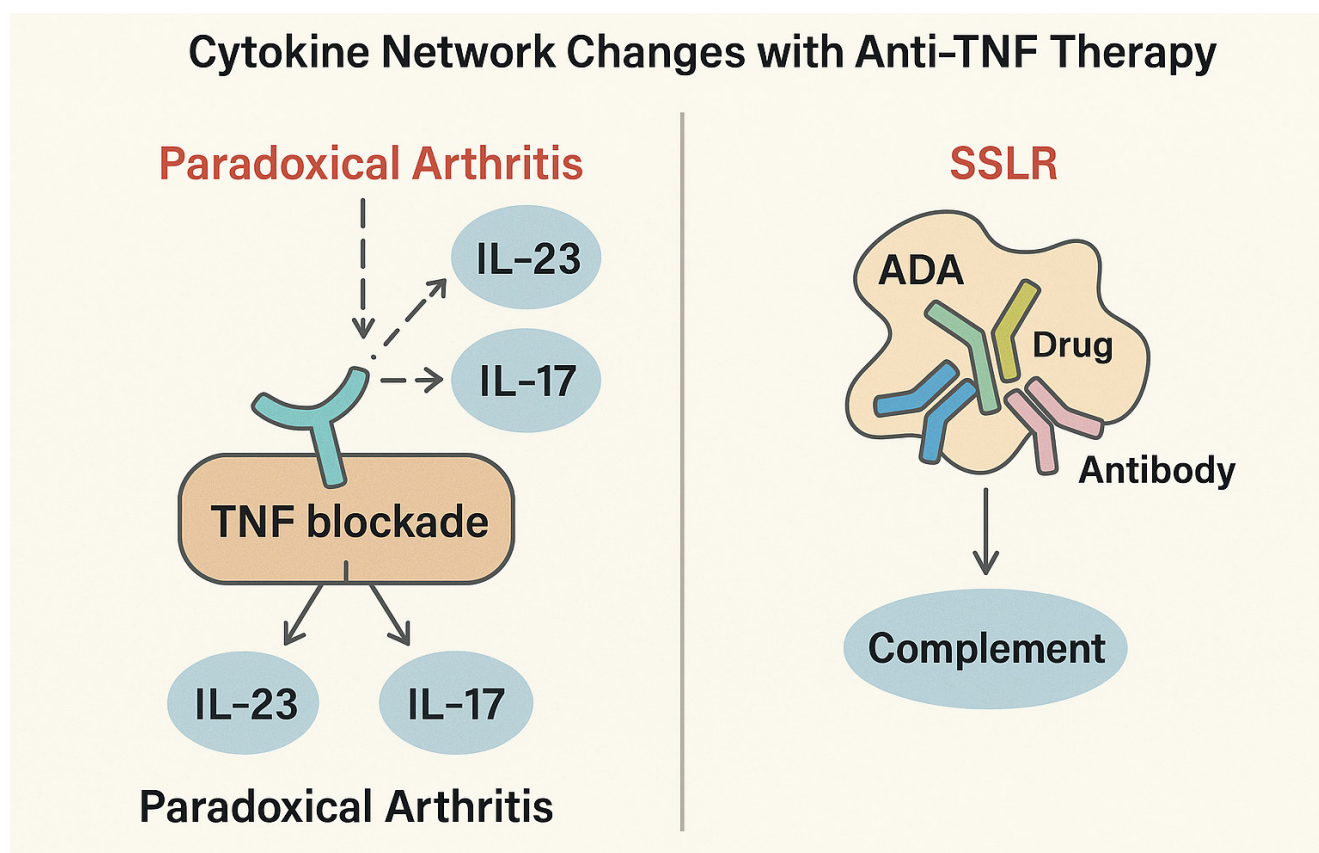 Cytokine Network Changes with Anti-TNF Therapy
Paradoxical Arthritis
IL-23
IL-17
TNF blockade
IL-23
IL-17
Paradoxical Arthritis
SSLR
ADA
Drug
Antibody
Complement